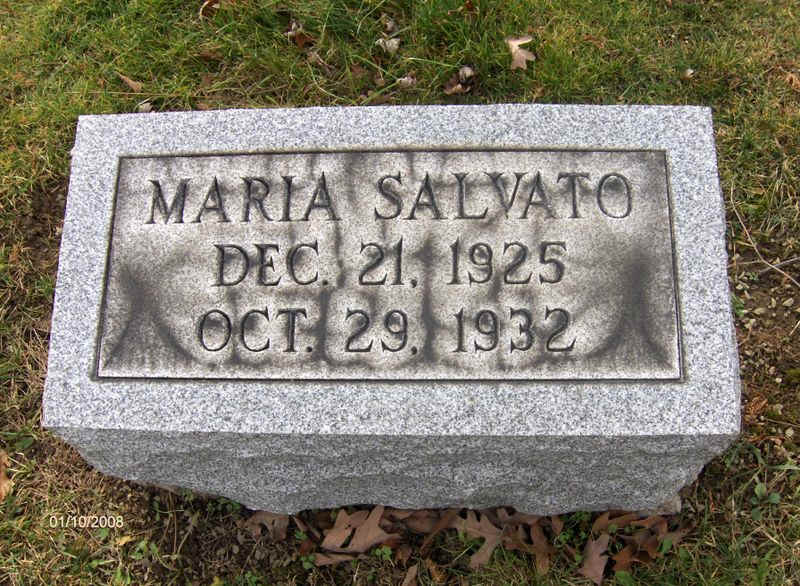 MARIA SALVATO
DEC. 21, 1925
OCT. 29, 1932
01/10/2008